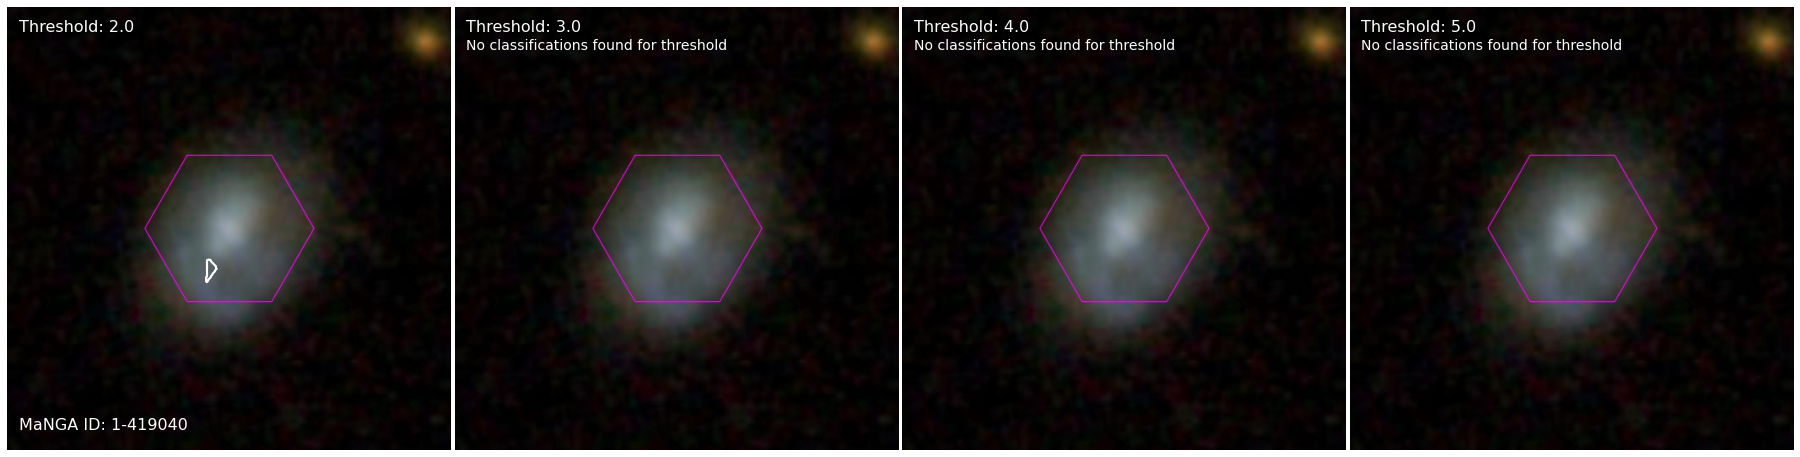 Threshold: 2.0
MaNGA ID: 1-419040
Threshold: 3.0
No classifications found for threshold
Threshold: 4.0
No classifications found for threshold
Threshold: 5.0
No classifications found for threshold